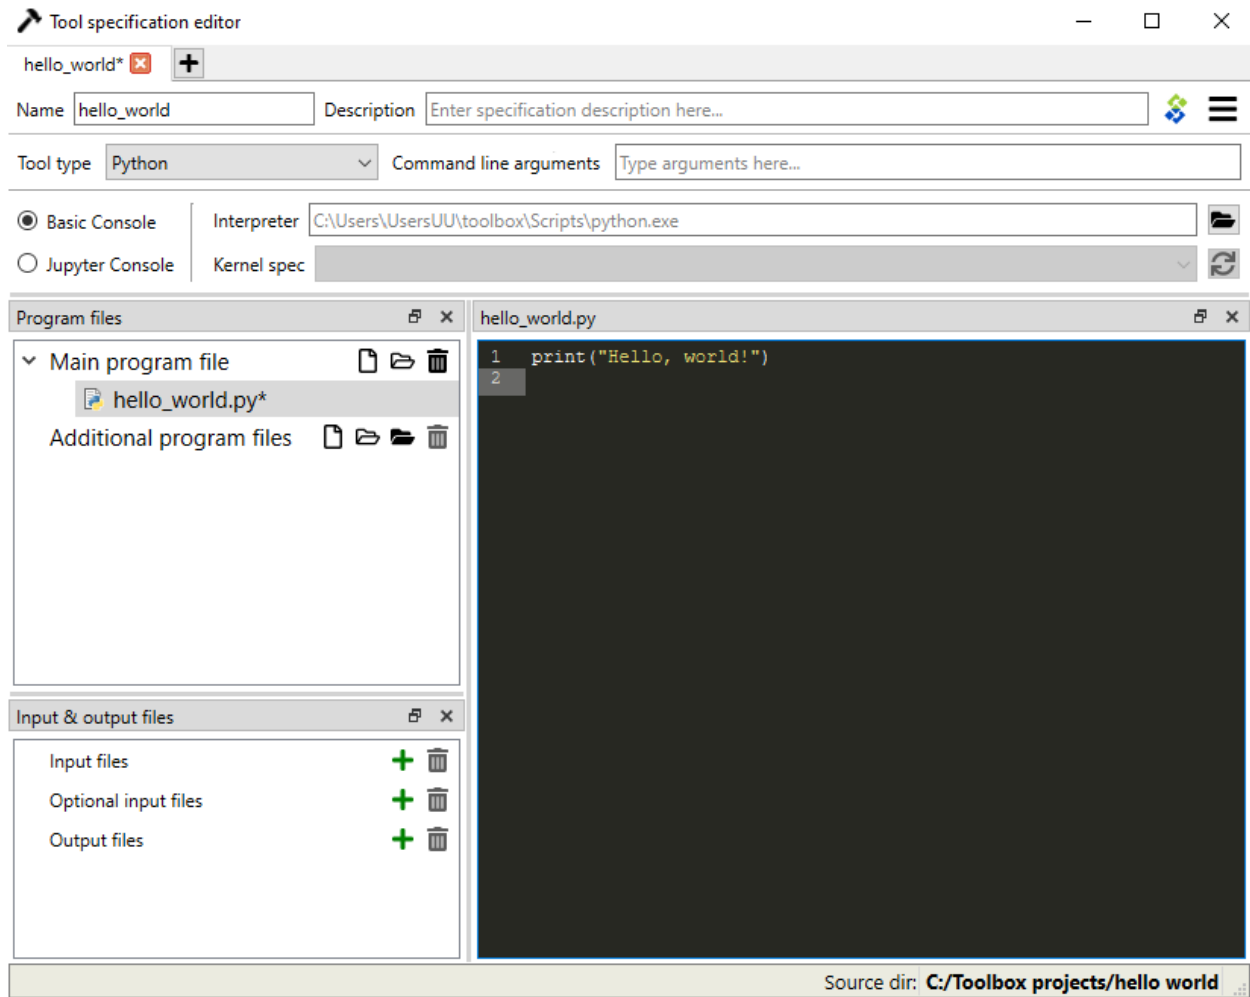 Tool specification editor
hello_world*
Name hello_world Description Enter specification description here...
Tool type Python Command line arguments Type arguments here...
Basic Console Interpreter C:\Users\UsersUU\toolbox\Scripts\python.exe
Jupyter Console Kernel spec
Program files
Main program file
hello_world.py*
Additional program files
hello_world.py
1 print("Hello, world!")
2
Input & output files
Input files
Optional input files
Output files
Source dir: C:/Toolbox projects/hello world